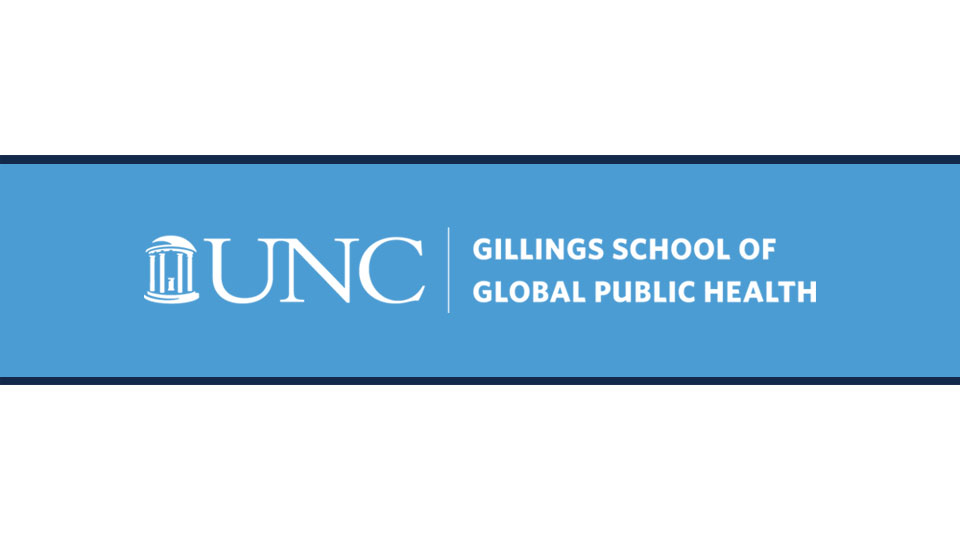 UNC
GILLINGS SCHOOL OF
GLOBAL PUBLIC HEALTH